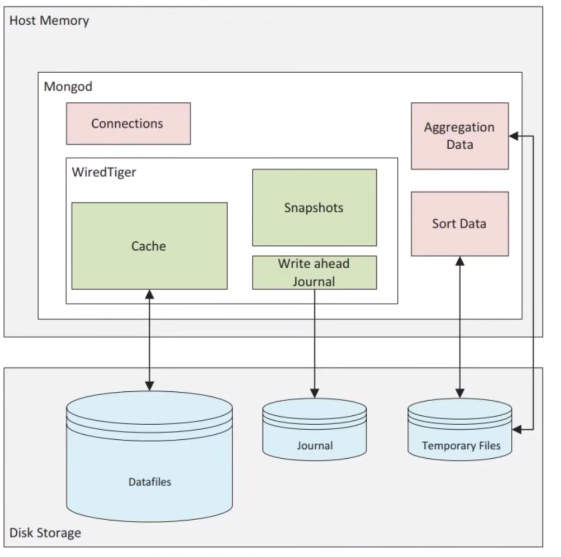 Host Memory
Mongod
Connections
Aggregation
Data
WiredTiger
Snapshots
Sort Data
Cache
Write ahead
Journal
Journal
Temporary Files
Datafiles
Disk Storage